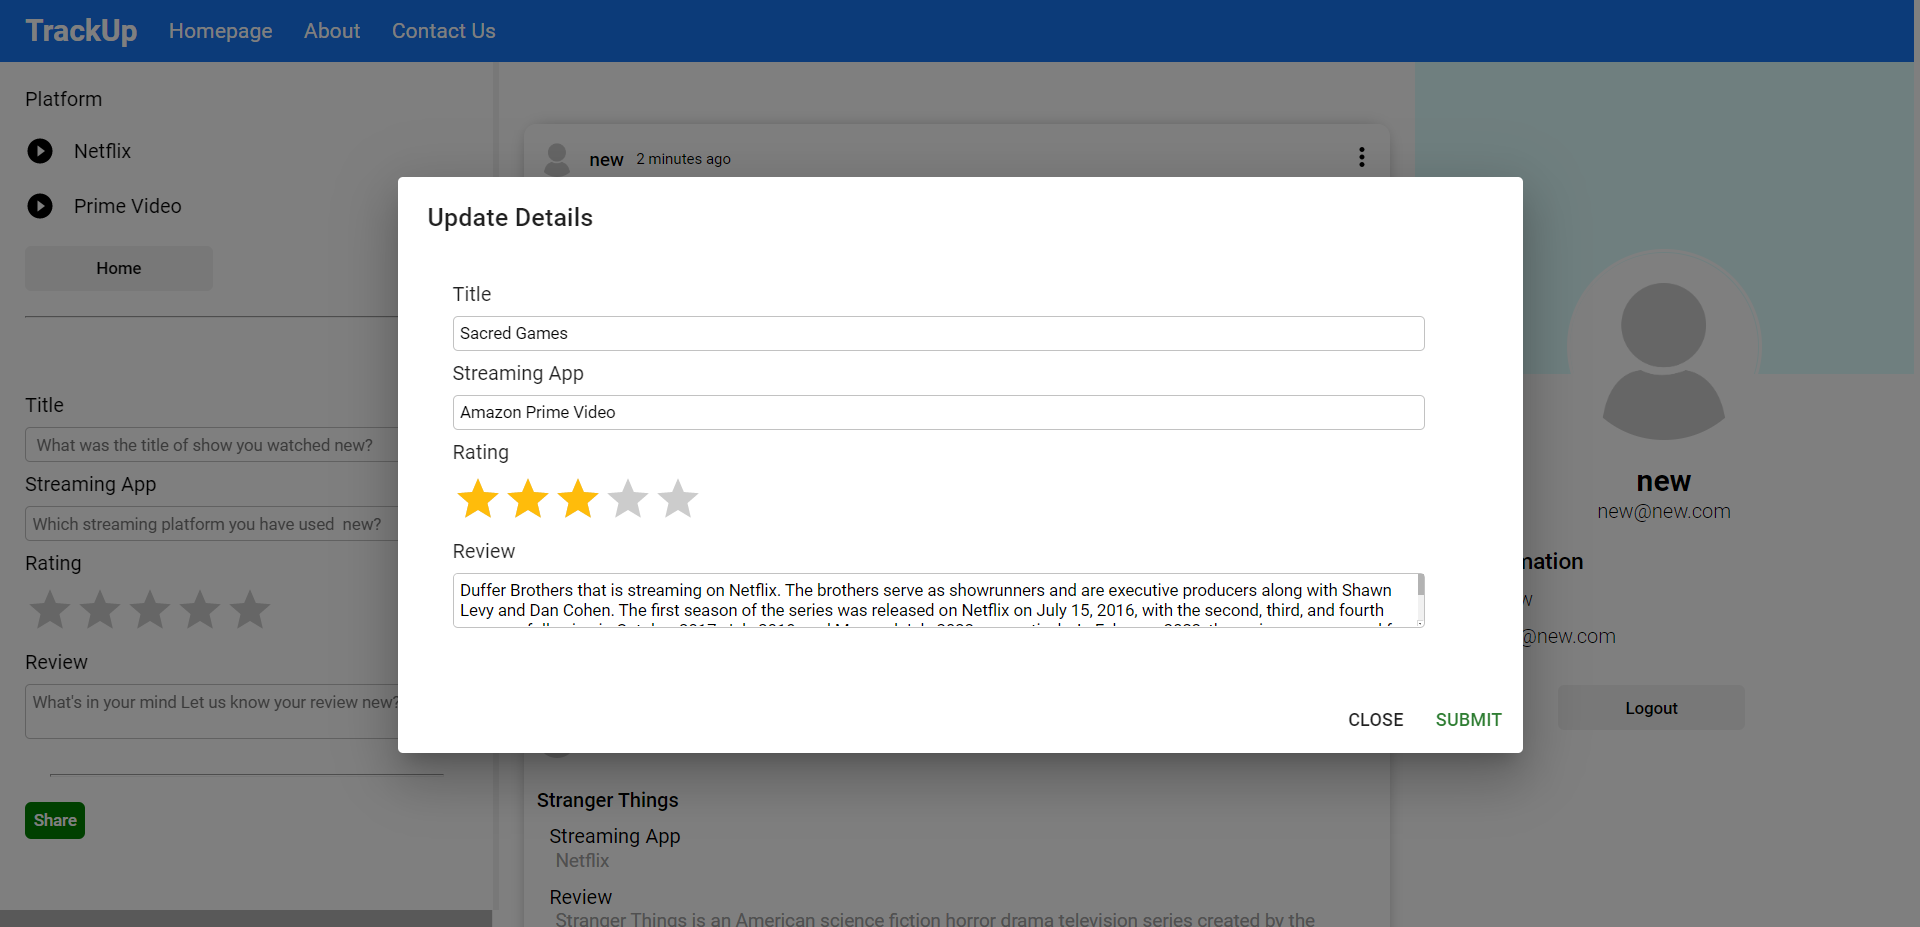 TrackUp Homepage About Contact Us
Platform
Netflix
Prime Video
Home
Title
What was the title of show you watched new?
Streaming App
Which streaming platform you have used new?
Rating
Review
What's in your mind Let us know your review new?
Share
new 2 minutes ago
Update Details
Title
Sacred Games
Streaming App
Amazon Prime Video
Rating
Review
Duffer Brothers that is streaming on Netflix. The brothers serve as showrunners and are executive producers along with Shawn
Levy and Dan Cohen. The first season of the series was released on Netflix on July 15, 2016, with the second, third, and fourth
CLOSE SUBMIT
Stranger Things
Streaming App
Netflix
Review
Stranger Things is an American science fiction horror drama television series created by the
new
new@new.com
mation
@new.com
Logout